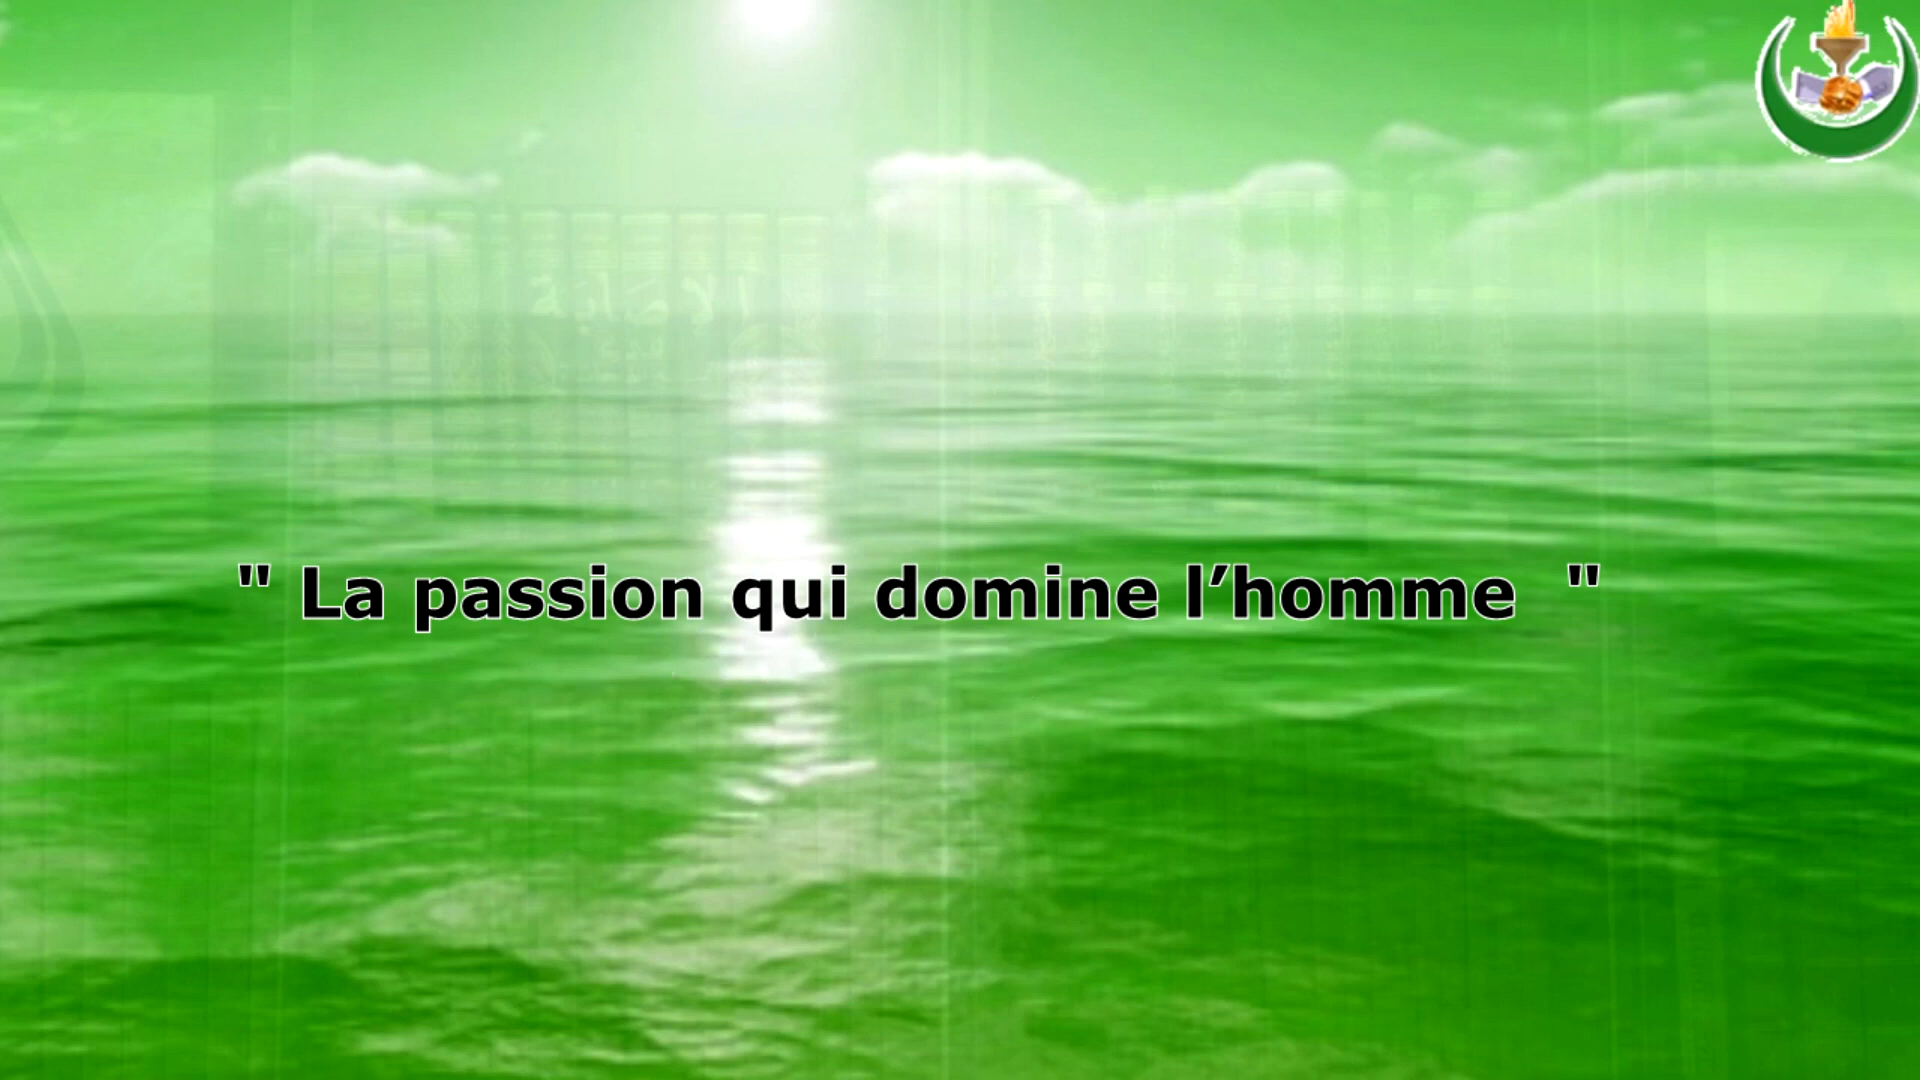 " La passion qui domine l’homme  "